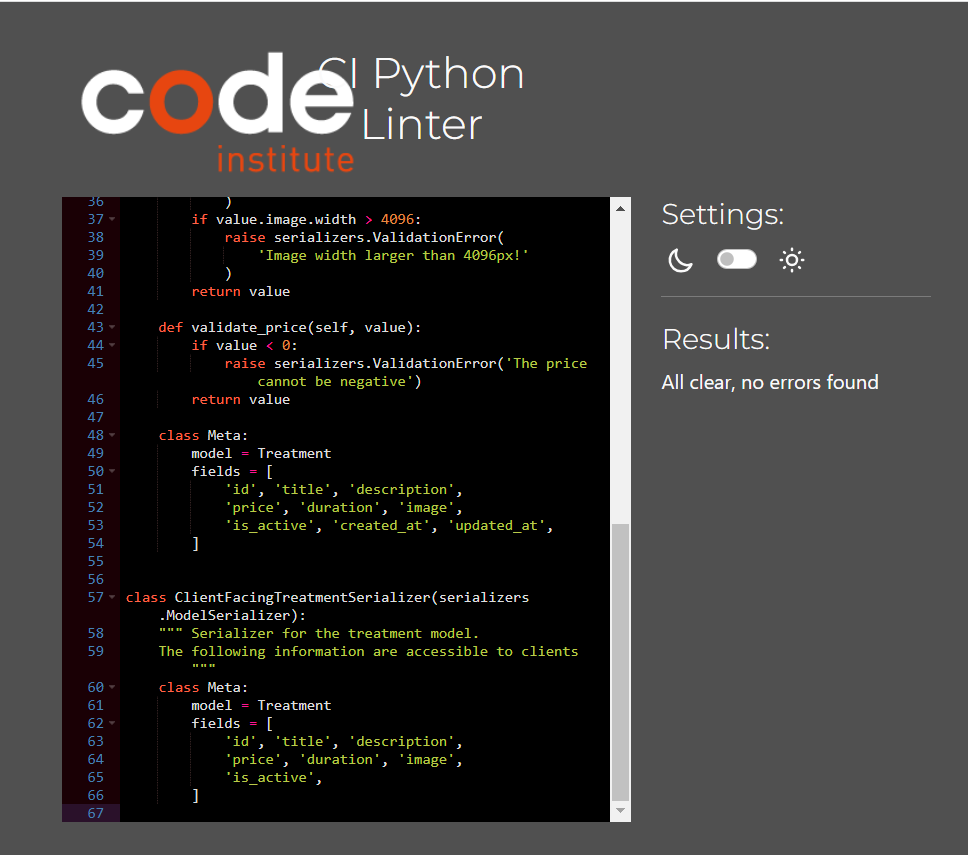 code
institute
CI Python
Linter
36 )
37 if value.image.width > 4096:
38 raise serializers.ValidationError(
39 'Image width larger than 4096px!'
40 )
41 return value
42
43 def validate_price(self, value):
44 if value < 0:
45 raise serializers.ValidationError('The price
cannot be negative')
46 return value
47
48 class Meta:
49 model = Treatment
50 fields = [
51 'id', 'title', 'description',
52 'price', 'duration', 'image',
53 'is_active', 'created_at', 'updated_at',
54 ]
55
56
57 class ClientFacingTreatmentSerializer(serializers
.ModelSerializer):
58 """ Serializer for the treatment model.
59 The following information are accessible to clients
"""
60 class Meta:
61 model = Treatment
62 fields = [
63 'id', 'title', 'description',
64 'price', 'duration', 'image',
65 'is_active',
66 ]
67
Settings:
Results:
All clear, no errors found